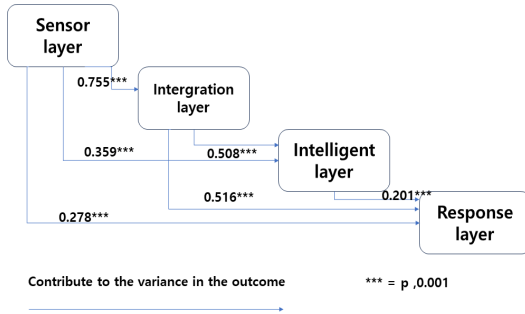 Sensor
layer
0.755***
Intergration
layer
0.359***
0.508***
Intelligent
layer
0.516***
0.201***
0.278***
Response
layer
Contribute to the variance in the outcome
*** = p ,0.001